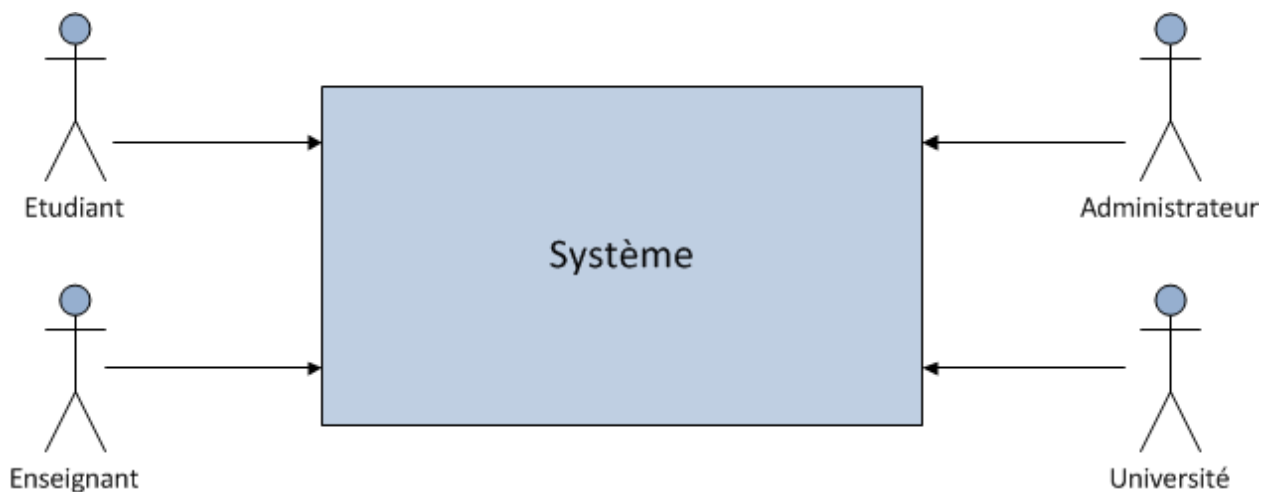 Etudiant
Administrateur
Système
Enseignant
Université